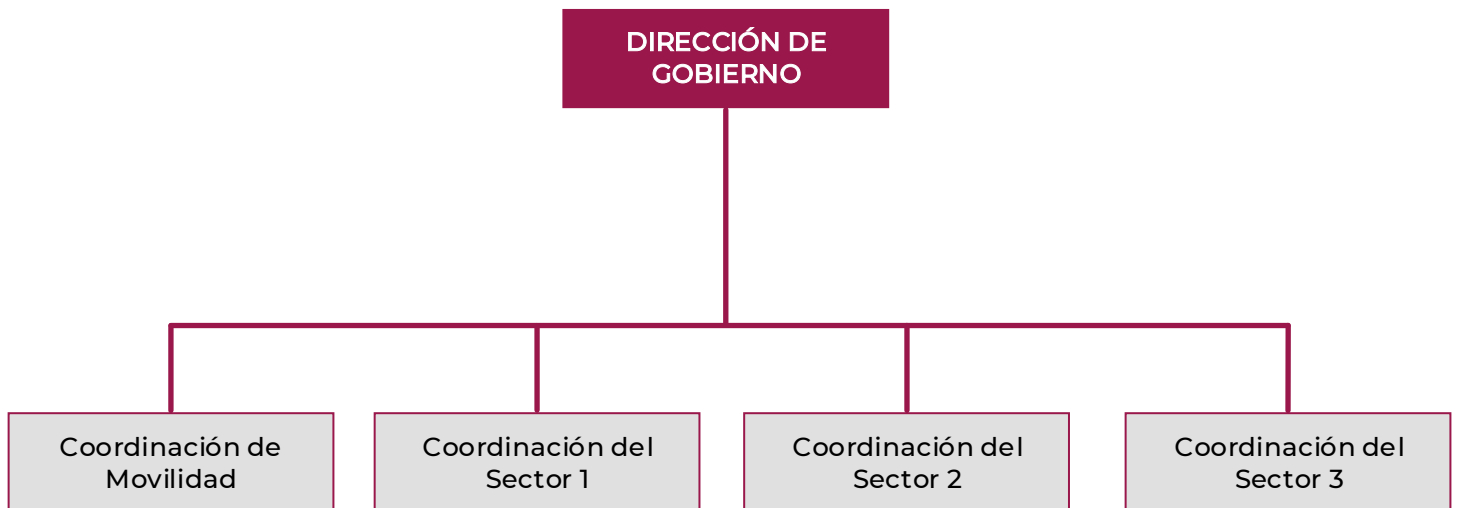 DIRECCIÓN DE
GOBIERNO
Coordinación de
Movilidad
Coordinación del
Sector 1
Coordinación del
Sector 2
Coordinación del
Sector 3